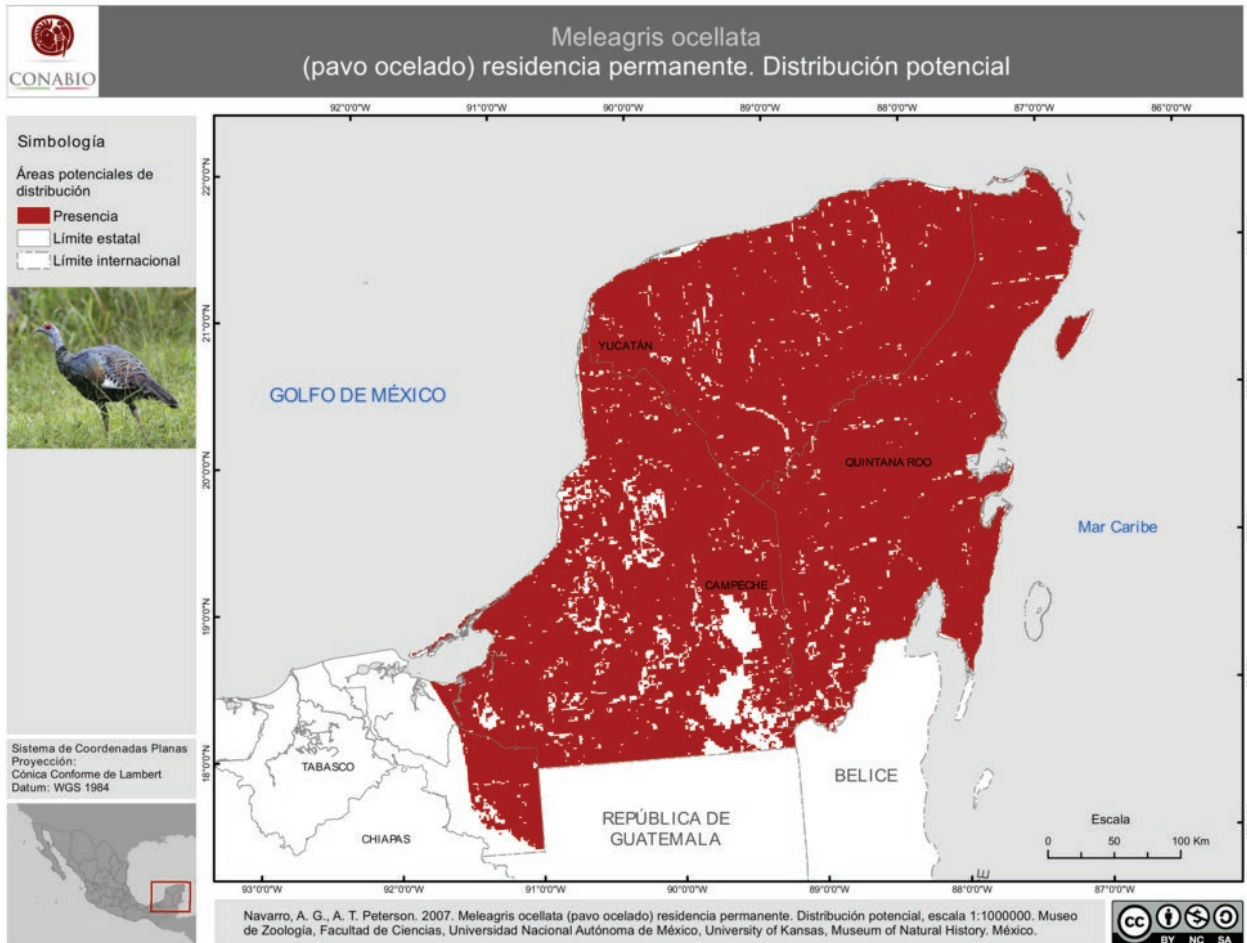 CONABIO
Meleagris ocellata
(pavo ocelado) residencia permanente. Distribución potencial
Simbología
Áreas potenciales de
distribución
Presencia
Límite estatal
Límite internacional
92°0'0"W 91°0'0"W 90°0'0"W 89°0'0"W 88°0'0"W 87°0'0"W 86°0'0"W
22°0'0"N
21°0'0"N
20°0'0"N
19°0'0"N
18°0'0"N
YUCATÁN
GOLFO DE MÉXICO
QUINTANA ROO
Mar Caribe
CAMPECHE
TABASCO
BELICE
REPÚBLICA DE
GUATEMALA
CHIAPAS
Escala
0 50 100 Km
E
93°0'0"W 92°0'0"W 91°0'0"W 90°0'0"W 89°0'0"W 88°0'0"W 87°0'0"W
Sistema de Coordenadas Planas
Proyección:
Cónica Conforme de Lambert
Datum: WGS 1984
Navarro, A. G., A. T. Peterson. 2007. Meleagris ocellata (pavo ocelado) residencia permanente. Distribución potencial, escala 1:1000000. Museo
de Zoología, Facultad de Ciencias, Universidad Nacional Autónoma de México, University of Kansas, Museum of Natural History. México.
cc
BY NC SA